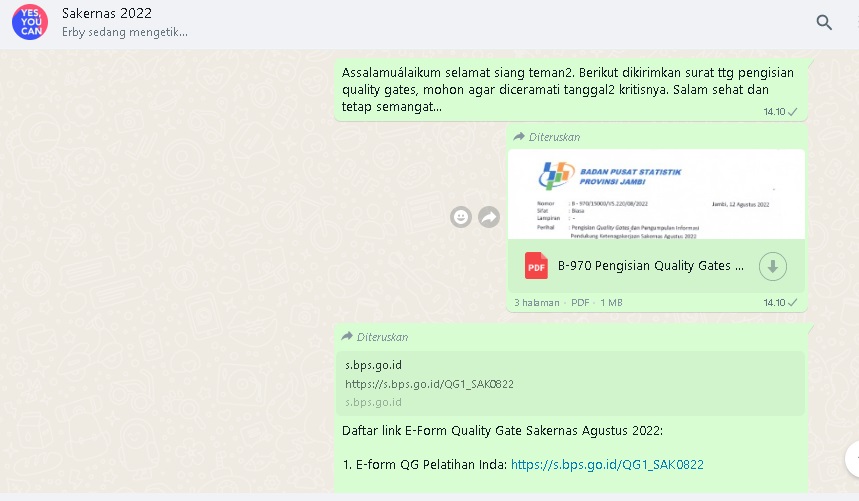 YES,
YOU
CAN
Sakernas 2022
Erby sedang mengetik...
Assalamuálaikum selamat siang teman2. Berikut dikirimkan surat ttg pengisian
quality gates, mohon agar diceramati tanggal2 kritisnya. Salam sehat dan
tetap semangat...
14.10
Diteruskan
BADAN PUSAT STATISTIK
PROVINSI JAMBI
Nomor : B - 970/15000/VS.220/08/2022 Jambi, 12 Agustus 2022
Sifat : Biasa
Lampiran : -
Perihal : Pengisian Quality Gates dan Pengumpulan Informasi
Pendukung Ketenagakerjaan Sakernas Agustus 2022
PDF B-970 Pengisian Quality Gates ...
3 halaman · PDF · 1 MB 14.10
Diteruskan
s.bps.go.id
https://s.bps.go.id/QG1_SAK0822
s.bps.go.id
Daftar link E-Form Quality Gate Sakernas Agustus 2022:
1. E-form QG Pelatihan Inda: https://s.bps.go.id/QG1_SAK0822